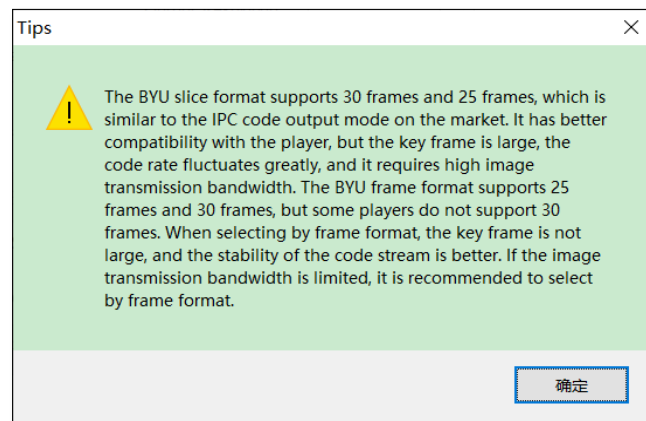 Tips
The BYU slice format supports 30 frames and 25 frames, which is
similar to the IPC code output mode on the market. It has better
compatibility with the player, but the key frame is large, the
code rate fluctuates greatly, and it requires high image
transmission bandwidth. The BYU frame format supports 25
frames and 30 frames, but some players do not support 30
frames. When selecting by frame format, the key frame is not
large, and the stability of the code stream is better. If the image
transmission bandwidth is limited, it is recommended to select
by frame format.
确定